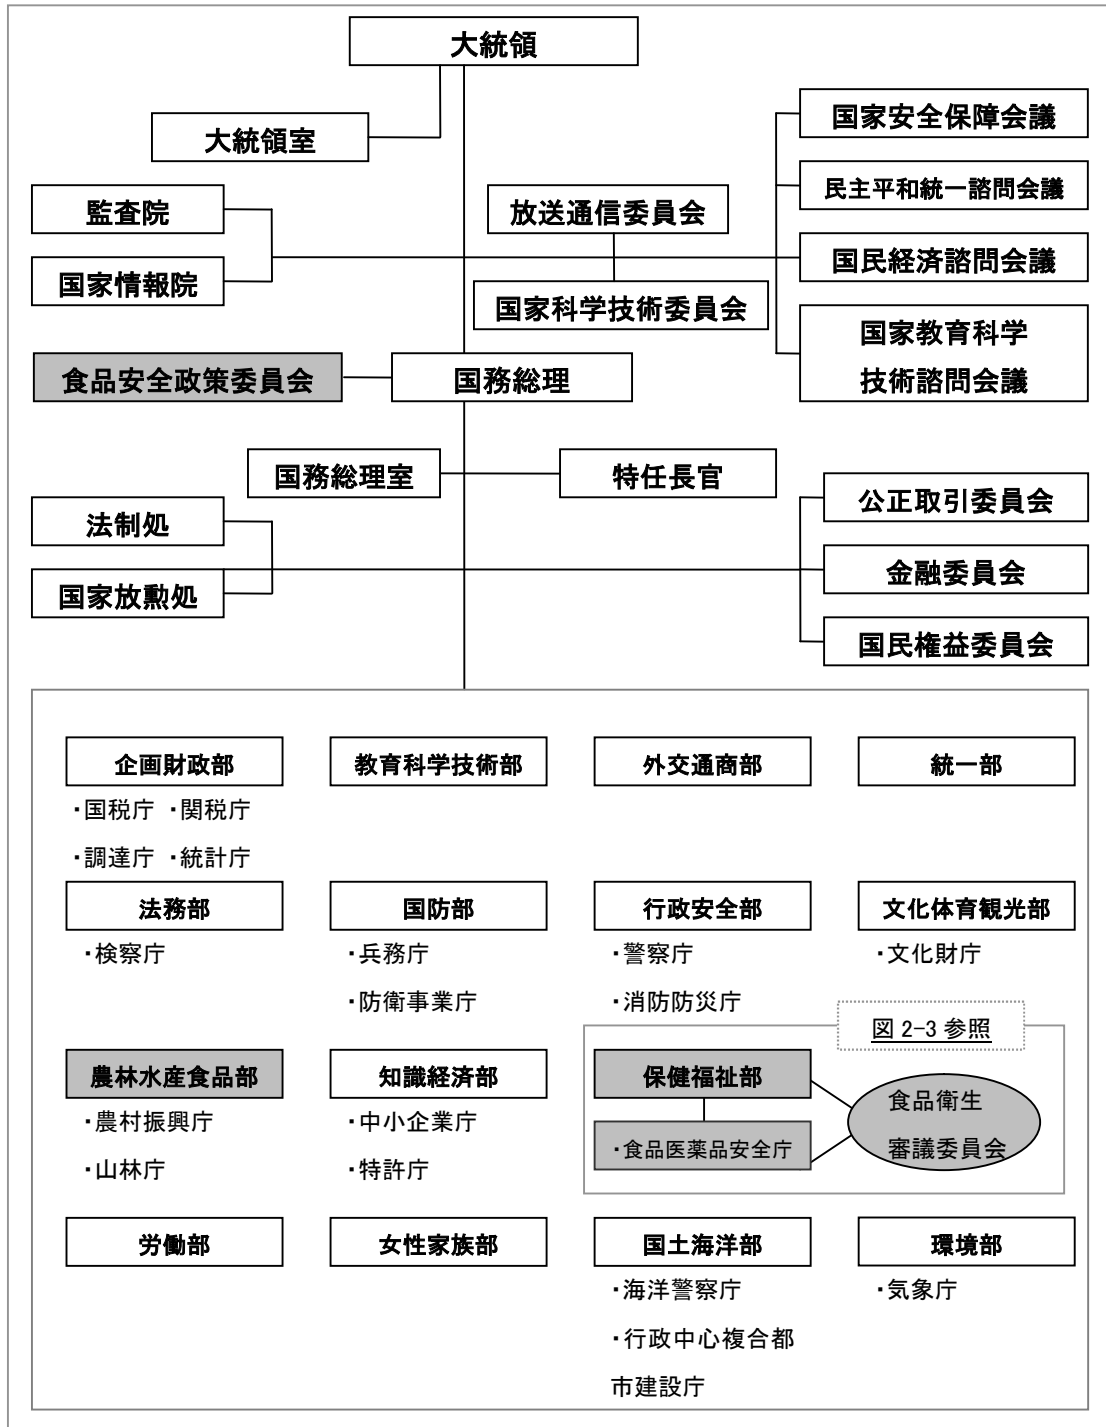 大統領
大統領室
国家安全保障会議
民主平和統一諮問会議
監査院
放送通信委員会
国民経済諮問会議
国家情報院
国家科学技術委員会
国家教育科学
技術諮問会議
食品安全政策委員会
国務総理
国務総理室
特任長官
公正取引委員会
法制処
金融委員会
国家放勲処
国民権益委員会
企画財政部
教育科学技術部
外交通商部
統一部
・国税庁 ・関税庁
・調達庁 ・統計庁
法務部
国防部
行政安全部
文化体育観光部
・検察庁
・兵務庁
・警察庁
・文化財庁
・防衛事業庁
・消防防災庁
図 2-3 参照
農林水産食品部
知識経済部
保健福祉部
食品衛生
審議委員会
・農村振興庁
・中小企業庁
・食品医薬品安全庁
・山林庁
・特許庁
労働部
女性家族部
国土海洋部
環境部
・海洋警察庁
・気象庁
・行政中心複合都
市建設庁